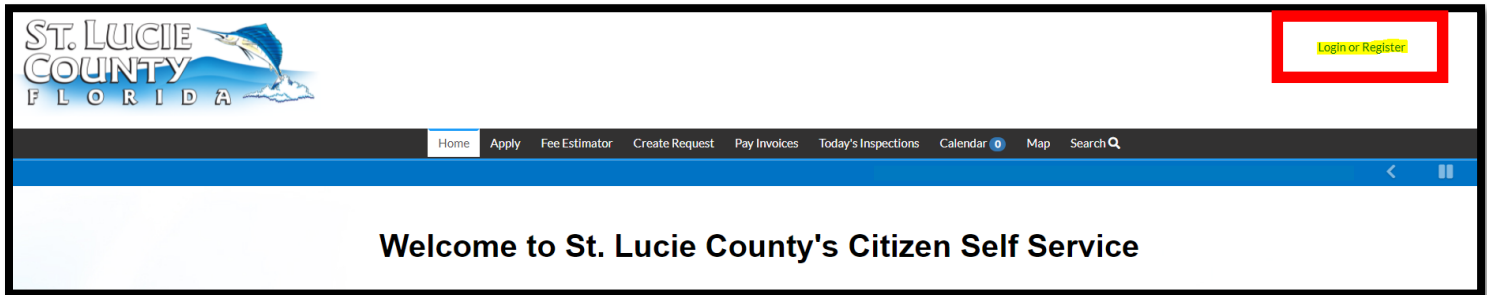 ST. LUCIE
COUNTY
FLORIDA
Login or Register
Home Apply Fee Estimator Create Request Pay Invoices Today's Inspections Calendar 0 Map Search
Welcome to St. Lucie County's Citizen Self Service